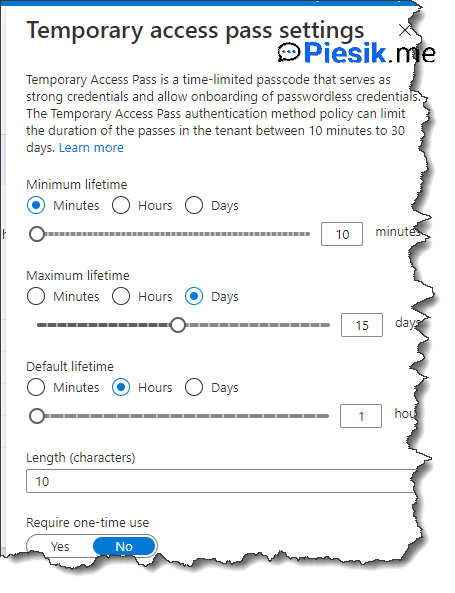 Temporary access pass settings
Piesik.me
Temporary Access Pass is a time-limited passcode that serves as
strong credentials and allow onboarding of passwordless credentials.
The Temporary Access Pass authentication method policy can limit
the duration of the passes in the tenant between 10 minutes to 30
days. Learn more
Minimum lifetime
Minutes Hours Days
10 minutes
Maximum lifetime
Minutes Hours Days
15 days
Default lifetime
Minutes Hours Days
1 hou
Length (characters)
10
Require one-time use
Yes No